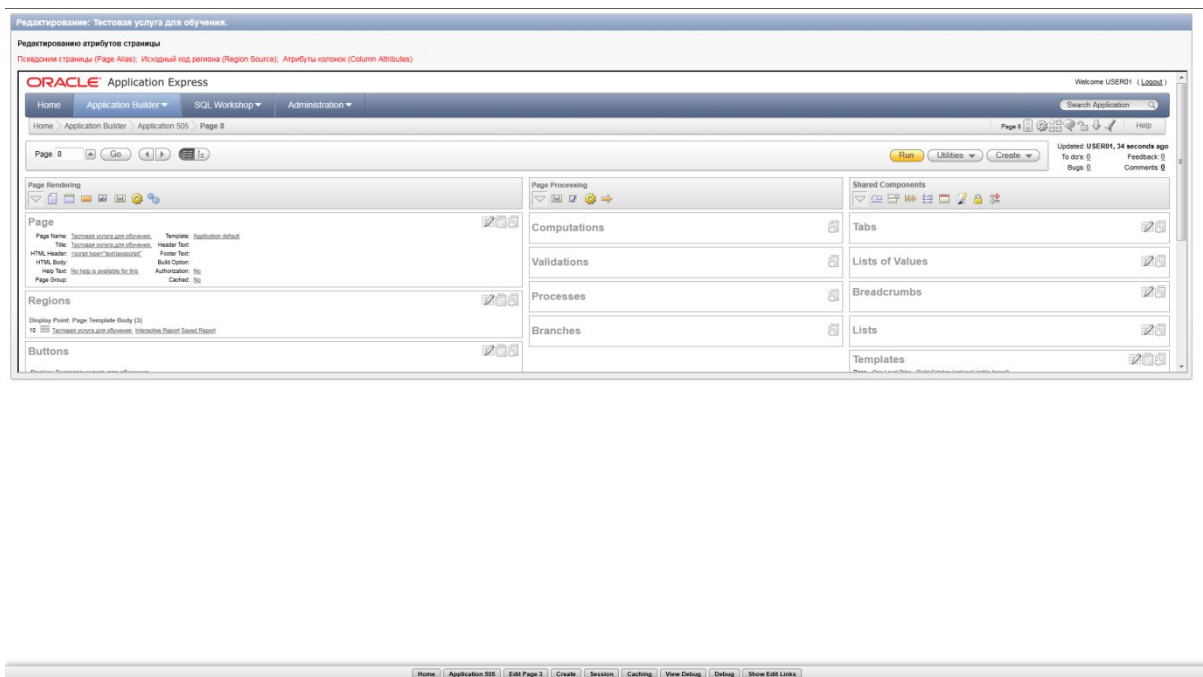 Редактирование: Тестовая услуга для обучения.
Редактированию атрибутов страницы
Псевдоним страницы (Page Alias); Исходный код региона (Region Source); Атрибуты колонок (Column Attributes)
ORACLE Application Express
Welcome USER01 (Logout)
Home Application Builder SQL Workshop Administration
Search Application
Home Application Builder Application 505 Page 8
Page 8 Help
Page 8 Go
Run Utilities Create
Updated: USER01, 34 seconds ago
To do's: 0 Feedback: 0
Bugs: 0 Comments: 0
Page Rendering
Page
Page Name: Тестовая услуга для обучения. Template: Application default
Title: Тестовая услуга для обучения. Header Text:
HTML Header: <script type="text/javascript" Footer Text:
HTML Body: Build Option:
Help Text: No help is available for this Authorization: No
Page Group: Cached: No
Regions
Display Point: Page Template Body (3)
10 Тестовая услуга для обучения. Interactive Report Saved Report
Buttons
Page Processing
Computations
Validations
Processes
Branches
Shared Components
Tabs
Lists of Values
Breadcrumbs
Lists
Templates
Home Application 505 Edit Page 3 Create Session Caching View Debug Debug Show Edit Links